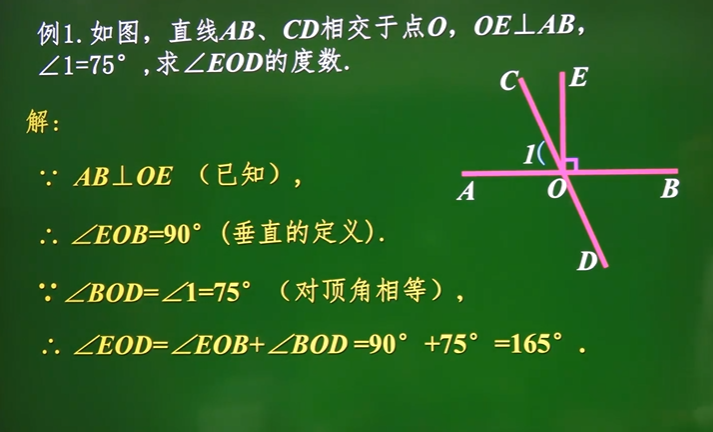 例1.如图，直线AB、CD相交于点O，OE⊥AB，
∠1=75°,求∠EOD的度数.
解：
∵ AB⊥OE （已知），
∴ ∠EOB=90°(垂直的定义).
∵∠BOD=∠1=75°（对顶角相等），
∴ ∠EOD=∠EOB+∠BOD =90°+75°=165°.
C E
1(
A O B
D